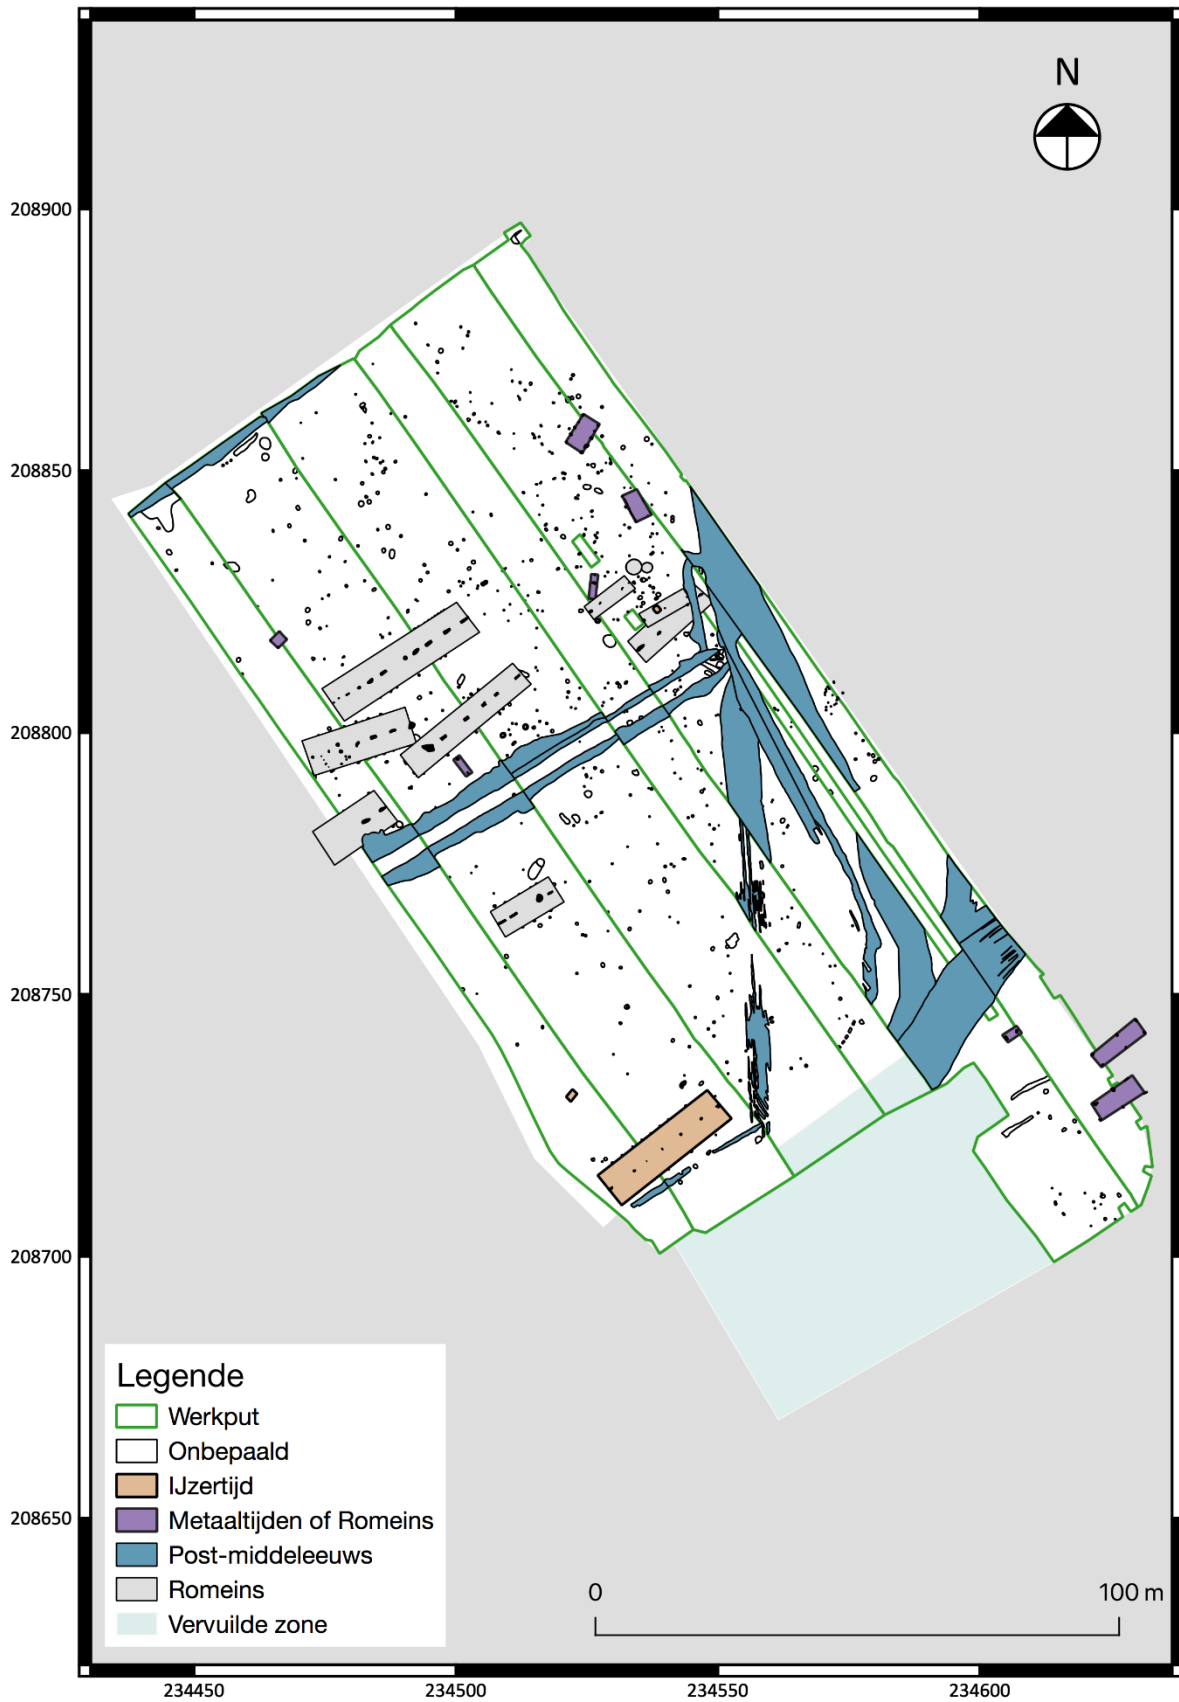 N
208900
208850
208800
208750
208700
208650
Legende
Werkput
Onbepaald
IJzertijd
Metaaltijden of Romeins
Post-middeleeuws
Romeins
Vervuilde zone
0 100 m
234450 234500 234550 234600